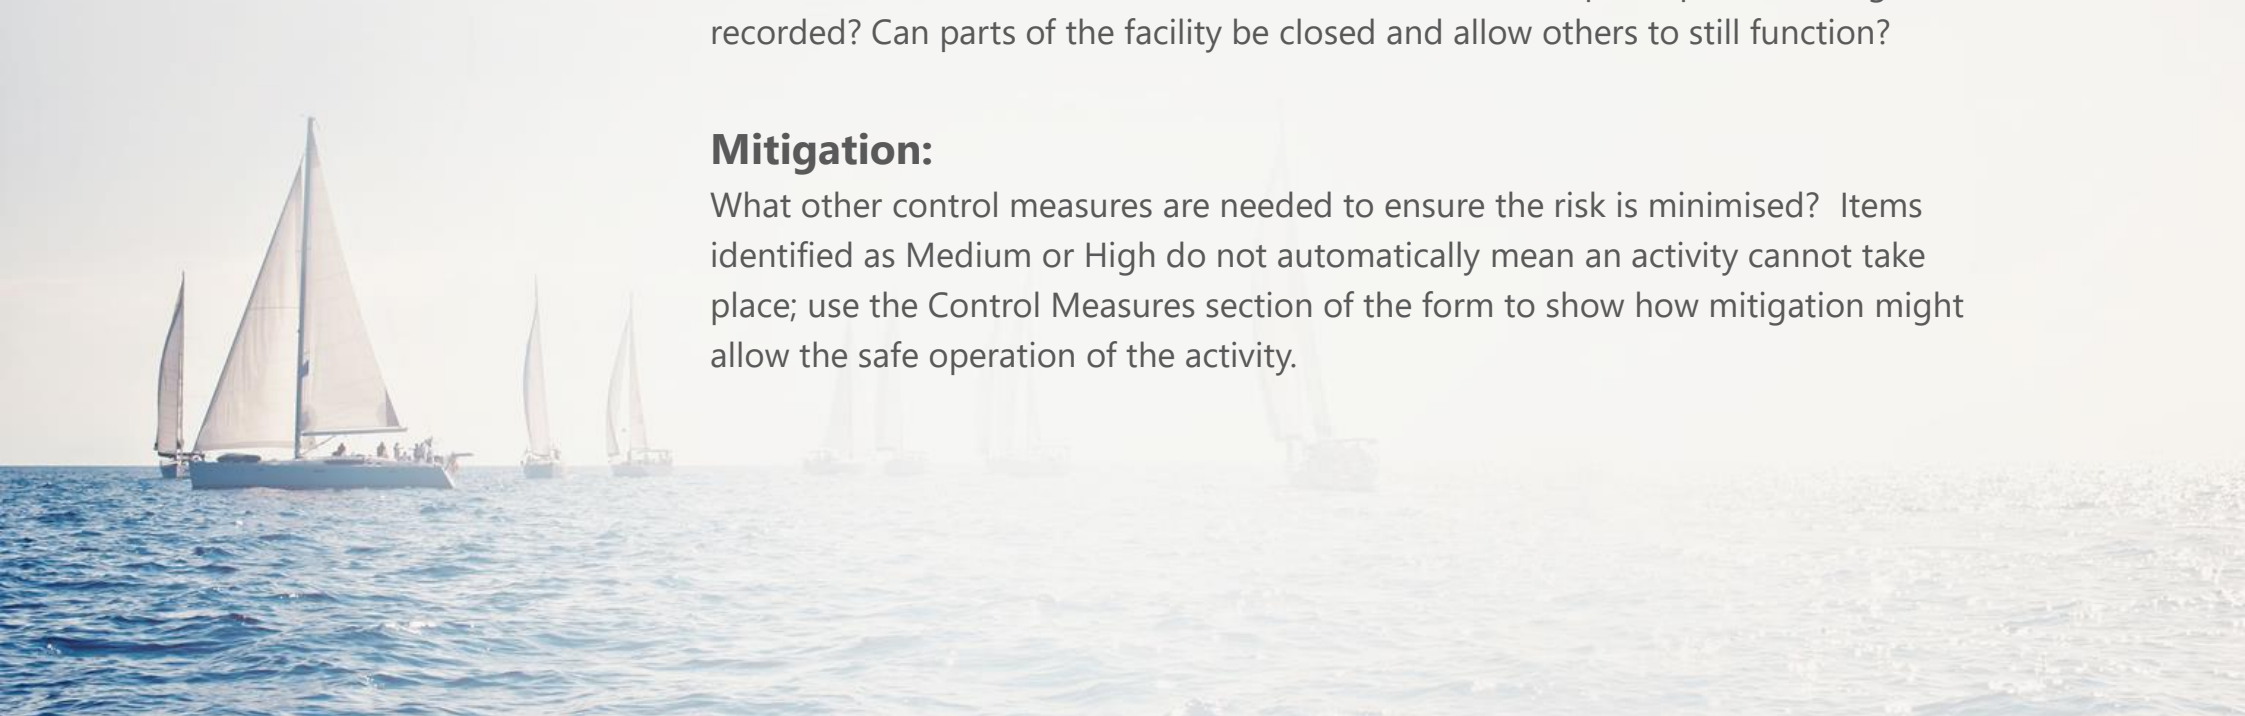 recorded? Can parts of the facility be closed and allow others to still function?
Mitigation:
What other control measures are needed to ensure the risk is minimised?  Items
identified as Medium or High do not automatically mean an activity cannot take
place; use the Control Measures section of the form to show how mitigation might
allow the safe operation of the activity.